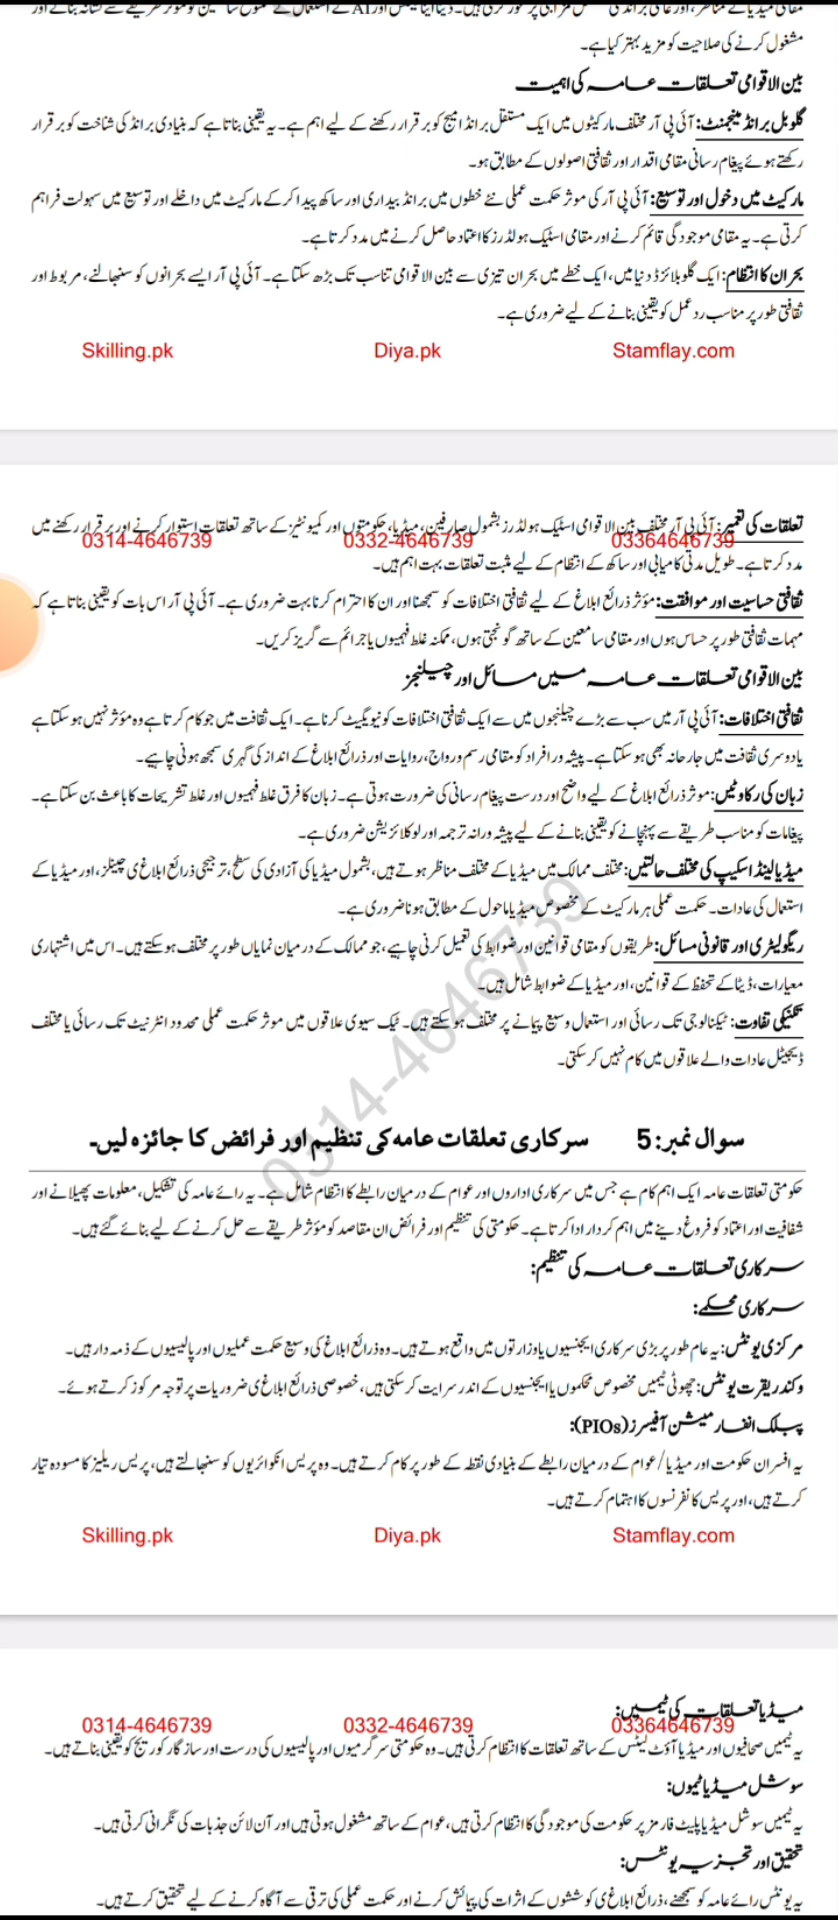 مشغول کرنے کی صلاحیت کو مزید بہتر کیا ہے۔
بین الاقوامی تعلقات عامہ کی اہمیت
گلوبل برانڈ مینجمنٹ: آئی پی آر مختلف مارکیٹوں میں ایک مستقل برانڈ امیج کو برقرار رکھنے کے لیے اہم ہے۔ یہ یقینی بناتا ہے کہ بنیادی برانڈ کی شناخت کو برقرار
رکھتے ہوئے پیغام رسانی مقامی اقدار اور ثقافتی اصولوں کے مطابق ہو۔
مارکیٹ میں دخول اور توسیع: آئی پی آر کی موثر حکمت عملی نئے خطوں میں برانڈ بیداری اور ساکھ پیدا کر کے مارکیٹ میں داخلے اور توسیع میں سہولت فراہم
کرتی ہے۔ یہ مقامی موجودگی قائم کرنے اور مقامی اسٹیک ہولڈرز کا اعتماد حاصل کرنے میں مدد کرتا ہے۔
بحران کا انتظام: ایک گلوبلائزڈ دنیا میں، ایک خطے میں بحران تیزی سے بین الاقوامی تناسب تک بڑھ سکتا ہے۔ آئی پی آر ایسے بحرانوں کو سنبھالنے، مربوط اور
ثقافتی طور پر مناسب ردعمل کو یقینی بنانے کے لیے ضروری ہے۔
Skilling.pk Diya.pk Stamflay.com
تعلقات کی تعمیر: آئی پی آر مختلف بین الاقوامی اسٹیک ہولڈرز بشمول صارفین، میڈیا، حکومتوں اور کمیونٹیز کے ساتھ تعلقات استوار کرنے اور برقرار رکھنے میں
0314-4646739 0332-4646739 03364646739
مدد کرتا ہے۔ طویل مدتی کامیابی اور ساکھ کے انتظام کے لیے مثبت تعلقات بہت اہم ہیں۔
ثقافتی حساسیت اور موافقت: مؤثر ذرائع ابلاغ کے لیے ثقافتی اختلافات کو سمجھنا اور ان کا احترام کرنا بہت ضروری ہے۔ آئی پی آر اس بات کو یقینی بناتا ہے کہ
مہمات ثقافتی طور پر حساس ہوں اور مقامی سامعین کے ساتھ گونجتی ہوں، ممکنہ غلط فہمیوں یا جرائم سے گریز کریں۔
بین الاقوامی تعلقات عامہ میں مسائل اور چیلنجز
ثقافتی اختلافات: آئی پی آر میں سب سے بڑے چیلنجوں میں سے ایک ثقافتی اختلافات کو نیویگیٹ کرنا ہے۔ ایک ثقافت میں جو کام کرتا ہے وہ مؤثر نہیں ہو سکتا ہے
یا دوسری ثقافت میں جارحانہ بھی ہو سکتا ہے۔ پیشہ ور افراد کو مقامی رسم و رواج، روایات اور ذرائع ابلاغ کے انداز کی گہری سمجھ ہونی چاہیے۔
زبان کی رکاوٹیں: موثر ذرائع ابلاغ کے لیے واضح اور درست پیغام رسانی کی ضرورت ہوتی ہے۔ زبان کا فرق غلط فہمیوں اور غلط تشریحات کا باعث بن سکتا ہے۔
پیغامات کو مناسب طریقے سے پہنچانے کو یقینی بنانے کے لیے پیشہ ورانہ ترجمہ اور لوکلائزیشن ضروری ہے۔
میڈیا لینڈ اسکیپ کی مختلف حالتیں: مختلف ممالک میں میڈیا کے مختلف مناظر ہوتے ہیں، بشمول میڈیا کی آزادی کی سطح، ترجیحی ذرائع ابلاغ ی چینلز، اور میڈیا کے
استعمال کی عادات۔ حکمت عملی ہر مارکیٹ کے مخصوص میڈیا ماحول کے مطابق ہونا ضروری ہے۔
ریگولیٹری اور قانونی مسائل: طریقوں کو مقامی قوانین اور ضوابط کی تعمیل کرنی چاہیے، جو ممالک کے درمیان نمایاں طور پر مختلف ہو سکتے ہیں۔ اس میں اشتہاری
معیارات، ڈیٹا کے تحفظ کے قوانین، اور میڈیا کے ضوابط شامل ہیں۔
تکنیکی تفاوت: ٹیکنالوجی تک رسائی اور استعمال وسیع پیمانے پر مختلف ہو سکتے ہیں۔ ٹیک سیوی علاقوں میں موثر حکمت عملی محدود انٹرنیٹ تک رسائی یا مختلف
ڈیجیٹل عادات والے علاقوں میں کام نہیں کر سکتی۔
0314-4646739
سوال نمبر: 5 سرکاری تعلقات عامہ کی تنظیم اور فرائض کا جائزہ لیں۔
حکومتی تعلقات عامہ ایک اہم کام ہے جس میں سرکاری اداروں اور عوام کے درمیان رابطے کا انتظام شامل ہے۔ یہ رائے عامہ کی تشکیل، معلومات پھیلانے اور
شفافیت اور اعتماد کو فروغ دینے میں اہم کردار ادا کرتا ہے۔ حکومتی کی تنظیم اور فرائض ان مقاصد کو مؤثر طریقے سے حل کرنے کے لیے بنائے گئے ہیں۔
سرکاری تعلقات عامہ کی تنظیم:
سرکاری محکمے:
مرکزی یونٹس: یہ عام طور پر بڑی سرکاری ایجنسیوں یا وزارتوں میں واقع ہوتے ہیں۔ وہ ذرائع ابلاغ کی وسیع حکمت عملیوں اور پالیسیوں کے ذمہ دار ہیں۔
وکندریقرت یونٹس: چھوٹی ٹیمیں مخصوص محکموں یا ایجنسیوں کے اندر سرایت کر سکتی ہیں، خصوصی ذرائع ابلاغ ی ضروریات پر توجہ مرکوز کرتے ہوئے۔
پبلک انفارمیشن آفیسرز (PIOs):
یہ افسران حکومت اور میڈیا/عوام کے درمیان رابطے کے بنیادی نقطہ کے طور پر کام کرتے ہیں۔ وہ پریس انکوائریوں کو سنبھالتے ہیں، پریس ریلیز کا مسودہ تیار
کرتے ہیں، اور پریس کانفرنسوں کا اہتمام کرتے ہیں۔
Skilling.pk Diya.pk Stamflay.com
میڈیا تعلقات کی ٹیمیں:
0314-4646739 0332-4646739 03364646739
یہ ٹیمیں صحافیوں اور میڈیا آؤٹ لیٹس کے ساتھ تعلقات کا انتظام کرتی ہیں۔ وہ حکومتی سرگرمیوں اور پالیسیوں کی درست اور سازگار کوریج کو یقینی بناتے ہیں۔
سوشل میڈیا ٹیموں:
یہ ٹیمیں سوشل میڈیا پلیٹ فارمز پر حکومت کی موجودگی کا انتظام کرتی ہیں، عوام کے ساتھ مشغول ہوتی ہیں اور آن لائن جذبات کی نگرانی کرتی ہیں۔
تحقیق اور تجزیہ یونٹس:
یہ یونٹس رائے عامہ کو سمجھنے، ذرائع ابلاغ ی کوششوں کے اثرات کی پیمائش کرنے اور حکمت عملی کی ترقی سے آگاہ کرنے کے لیے تحقیق کرتے ہیں۔